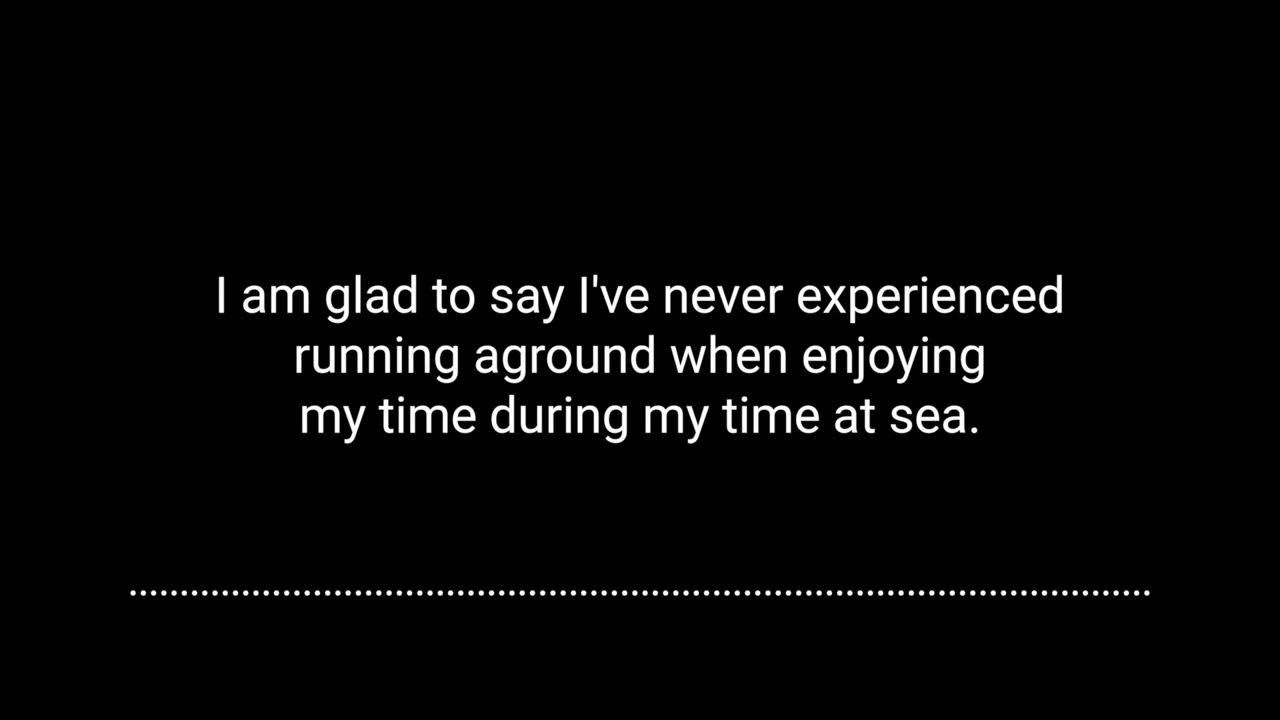 I am glad to say I've never experienced
running aground when enjoying
my time during my time at sea.